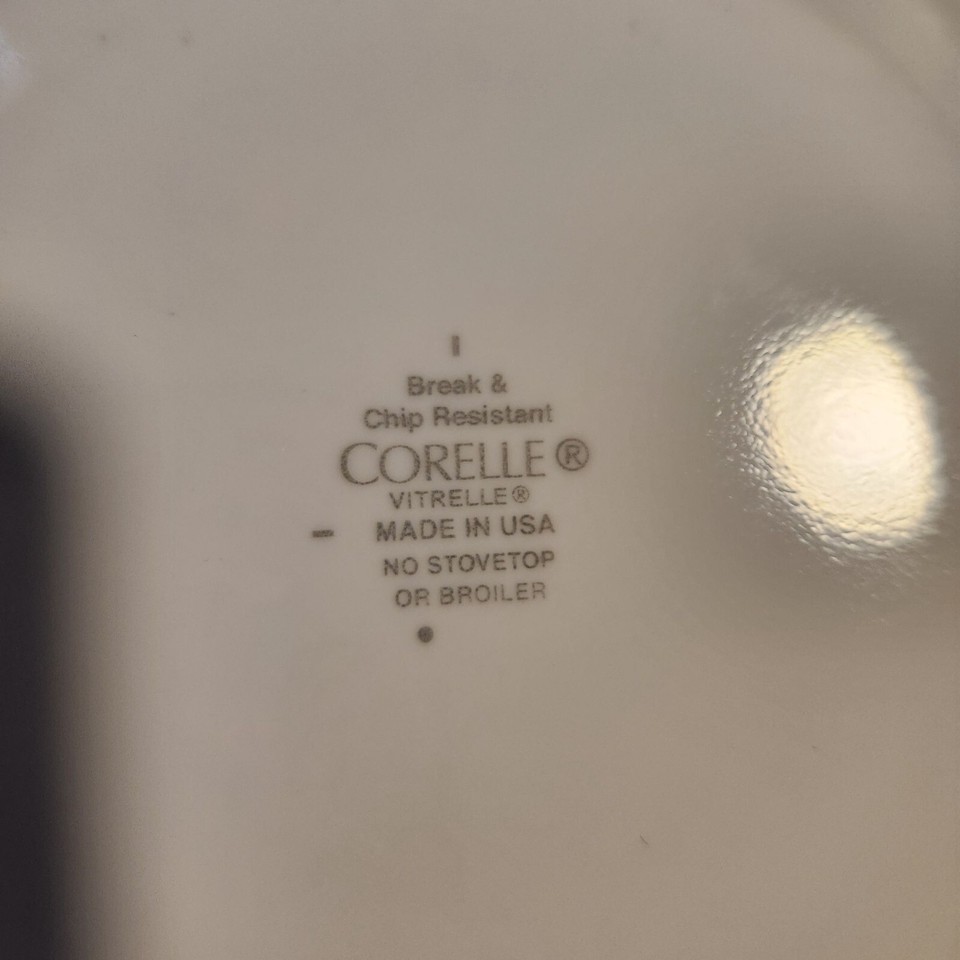 Break &
Chip Resistant
CORELLE®
VITRELLE®
MADE IN USA
NO STOVETOP
OR BROILER